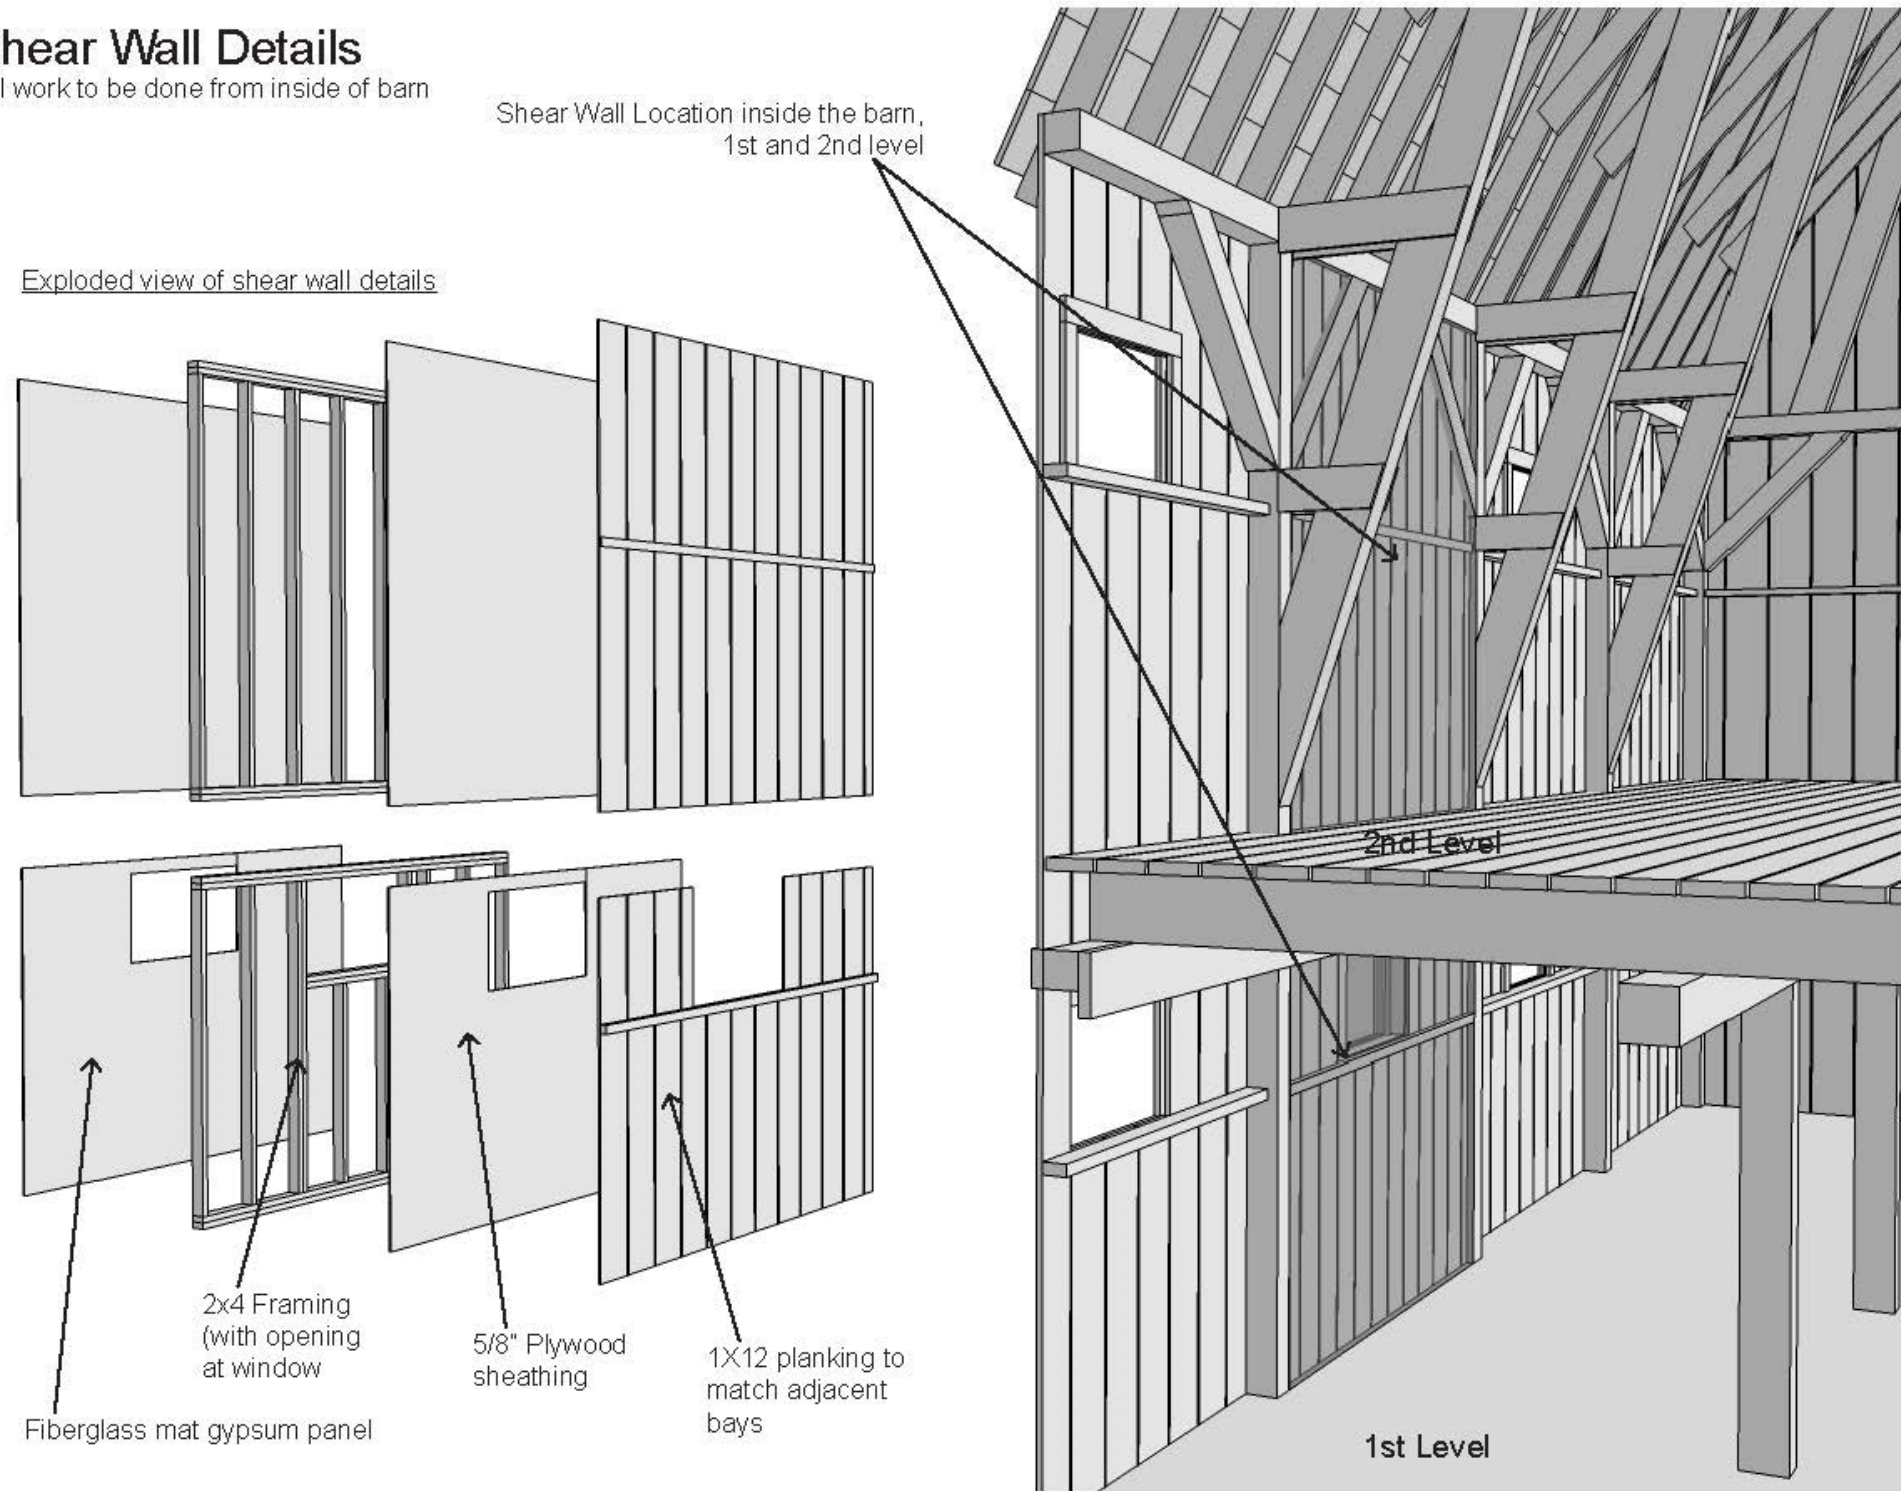 hear Wall Details
l work to be done from inside of barn
Shear Wall Location inside the barn,
1st and 2nd level
Exploded view of shear wall details
2nd Level
2x4 Framing
(with opening
at window
5/8" Plywood
sheathing
1X12 planking to
match adjacent
bays
Fiberglass mat gypsum panel
1st Level